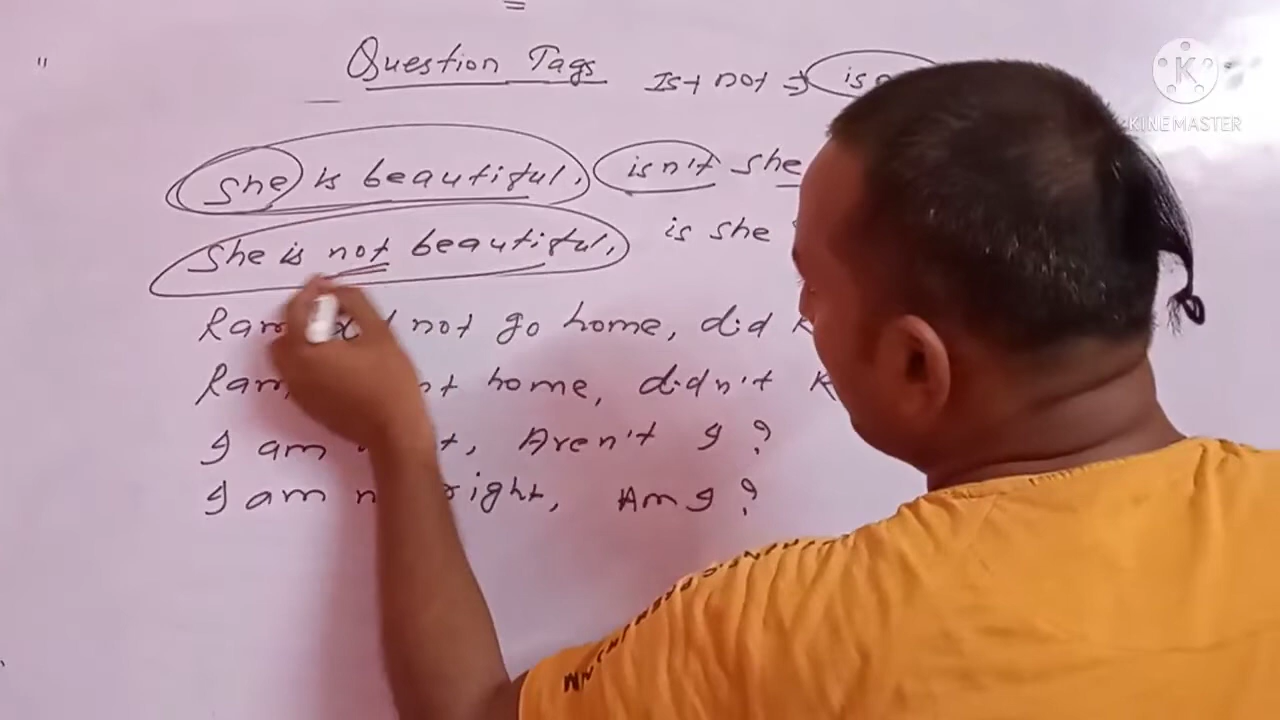 Question Tags Is + not =>
KINEMASTER
She is beautiful, isn't she
She is not beautiful, is she
not go home, did
home, didn't
I am Aren't I ?
I am right, Am I ?